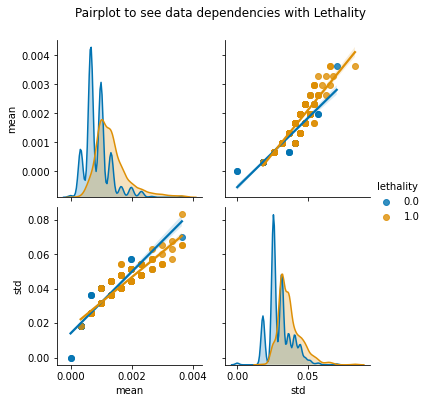 Pairplot to see data dependencies with Lethality
0.004
0.003
0.002
0.001
0.000
mean
lethality
0.0
1.0
0.08
0.06
0.04
0.02
0.00
std
0.000 0.002 0.004
mean
0.00 0.05
std